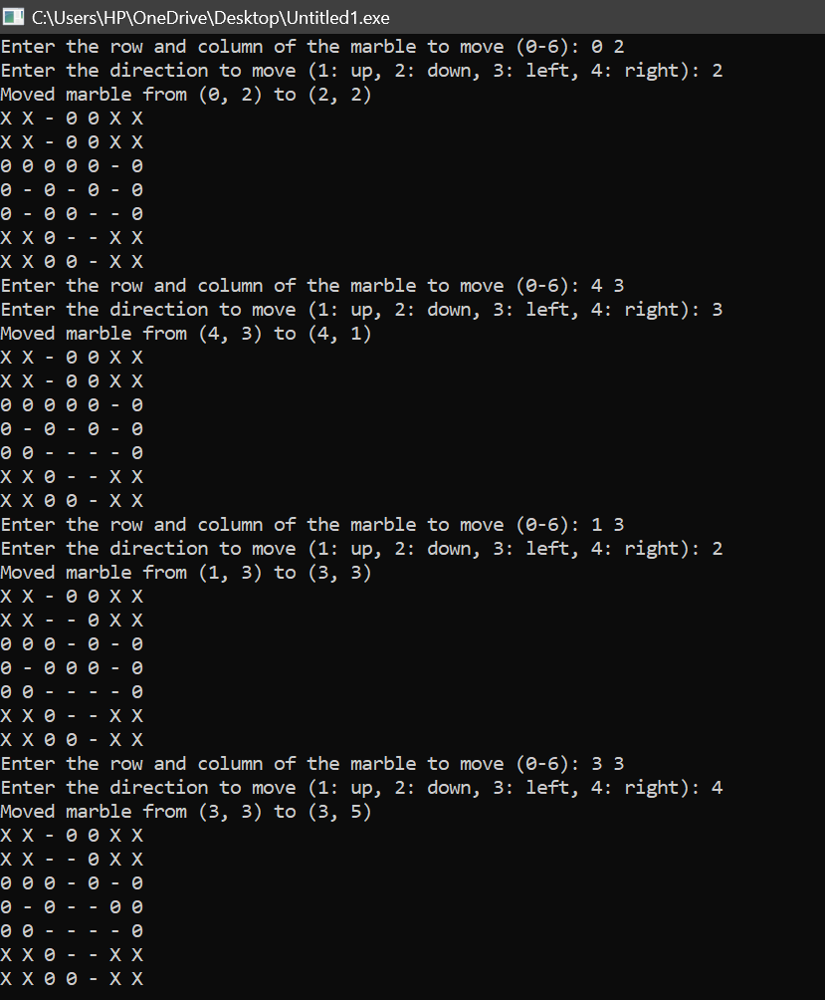 C:\Users\HP\OneDrive\Desktop\Untitled1.exe
Enter the row and column of the marble to move (0-6): 0 2
Enter the direction to move (1: up, 2: down, 3: left, 4: right): 2
Moved marble from (0, 2) to (2, 2)
X X - 0 0 X X
X X - 0 0 X X
0 0 0 0 0 - 0
0 - 0 - 0 - 0
0 - 0 0 - - 0
X X 0 - - X X
X X 0 0 - X X
Enter the row and column of the marble to move (0-6): 4 3
Enter the direction to move (1: up, 2: down, 3: left, 4: right): 3
Moved marble from (4, 3) to (4, 1)
X X - 0 0 X X
X X - 0 0 X X
0 0 0 0 0 - 0
0 - 0 - 0 - 0
0 0 - - - - 0
X X 0 - - X X
X X 0 0 - X X
Enter the row and column of the marble to move (0-6): 1 3
Enter the direction to move (1: up, 2: down, 3: left, 4: right): 2
Moved marble from (1, 3) to (3, 3)
X X - 0 0 X X
X X - - 0 X X
0 0 0 - 0 - 0
0 - 0 0 0 - 0
0 0 - - - - 0
X X 0 - - X X
X X 0 0 - X X
Enter the row and column of the marble to move (0-6): 3 3
Enter the direction to move (1: up, 2: down, 3: left, 4: right): 4
Moved marble from (3, 3) to (3, 5)
X X - 0 0 X X
X X - - 0 X X
0 0 0 - 0 - 0
0 - 0 - - 0 0
0 0 - - - - 0
X X 0 - - X X
X X 0 0 - X X